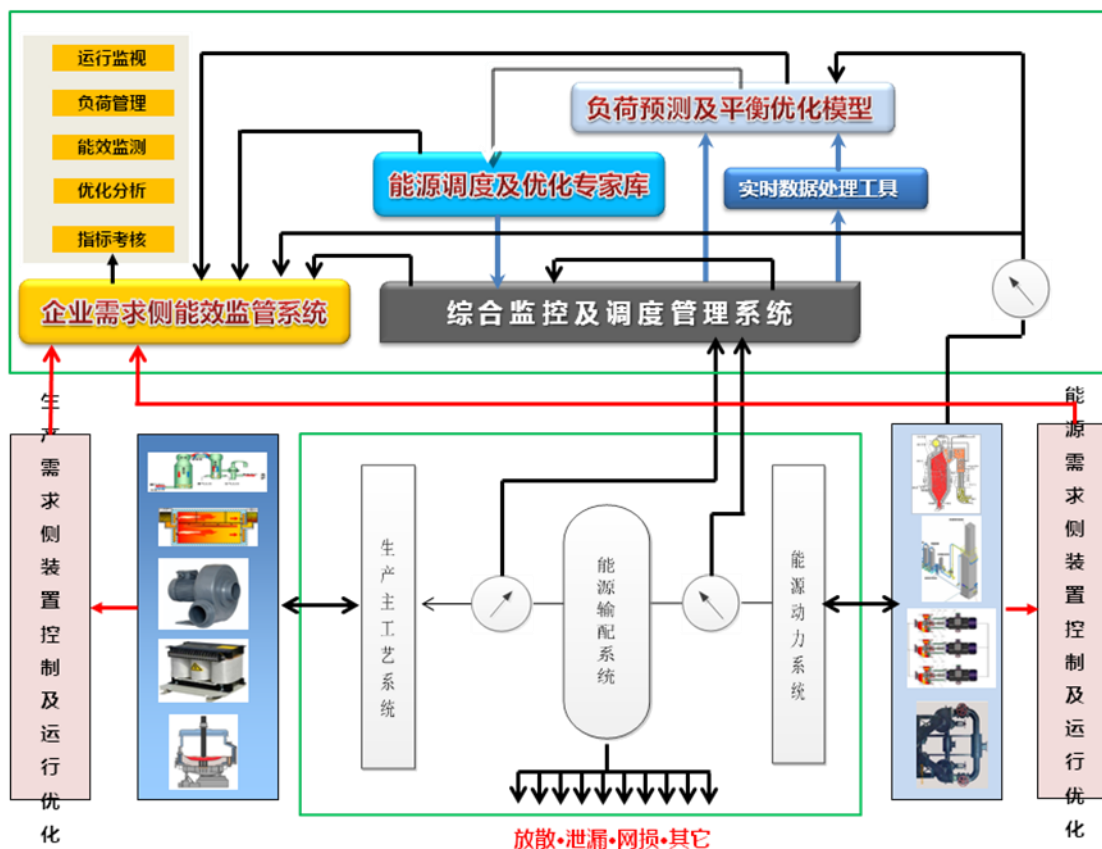 运行监视
负荷管理
能效监测
优化分析
指标考核
负荷预测及平衡优化模型
能源调度及优化专家库
实时数据处理工具
企业需求侧能效监管系统
综合监控及调度管理系统
生产需求侧装置控制及运行优化
生产主工艺系统
能源输配系统
能源动力系统
能源需求侧装置控制及运行优化
放散•泄漏•网损•其它